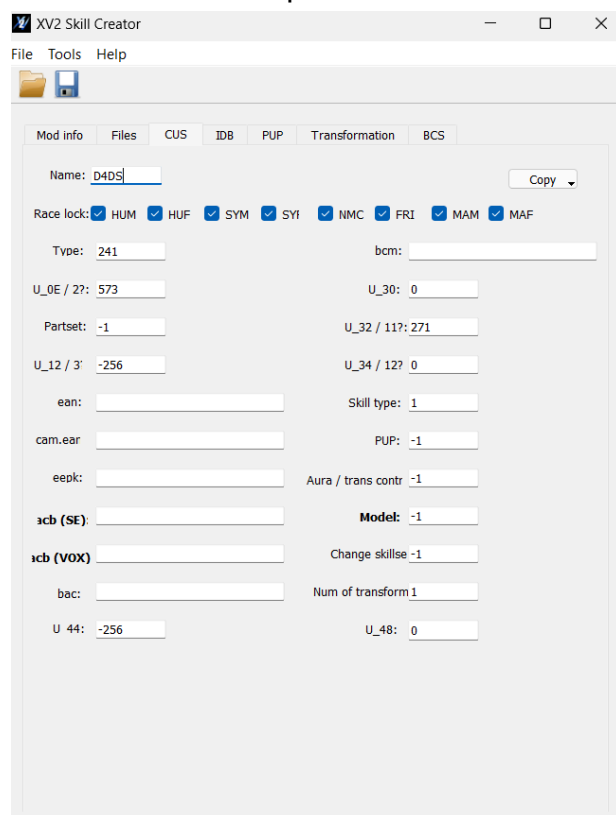 XV2 Skill Creator
File Tools Help
Mod info Files CUS IDB PUP Transformation BCS
Name: D4DS Copy
Race lock: HUM HUF SYM SYF NMC FRI MAM MAF
Type: 241 bcm:
U_0E / 2?: 573 U_30: 0
Partset: -1 U_32 / 11?: 271
U_12 / 3' -256 U_34 / 12? 0
ean: Skill type: 1
cam.ear PUP: -1
eepk: Aura / trans contr -1
acb (SE): Model: -1
acb (VOX) Change skillse -1
bac: Num of transform 1
U 44: -256 U_48: 0